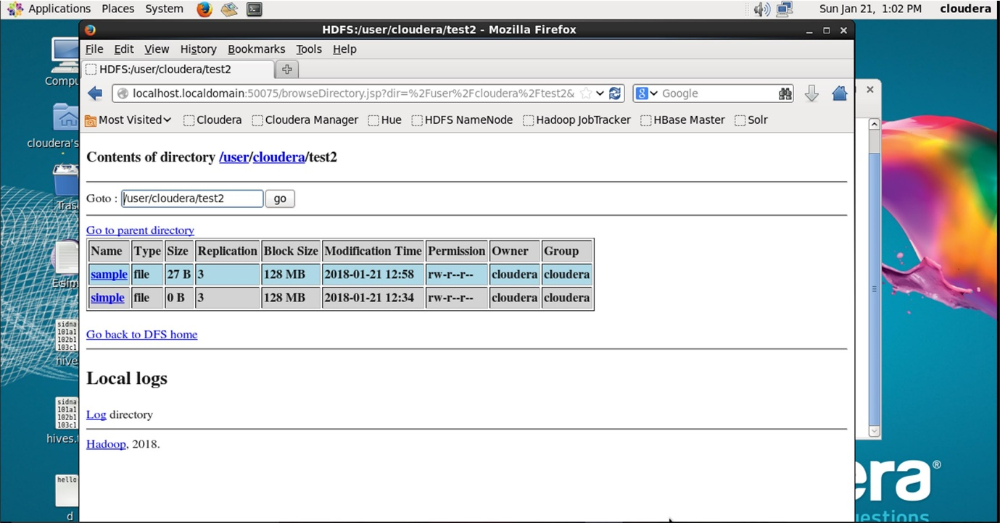 Applications Places System Sun Jan 21, 1:02 PM cloudera
HDFS:/user/cloudera/test2 - Mozilla Firefox
File Edit View History Bookmarks Tools Help
HDFS:/user/cloudera/test2
localhost.localdomain:50075/browseDirectory.jsp?dir=%2Fuser%2Fcloudera%2Ftest2& Google
Most Visited Cloudera Cloudera Manager Hue HDFS NameNode Hadoop JobTracker HBase Master Solr
Contents of directory /user/cloudera/test2
Goto : /user/cloudera/test2 go
Go to parent directory
Name Type Size Replication Block Size Modification Time Permission Owner Group
sample file 27 B 3 128 MB 2018-01-21 12:58 rw-r--r-- cloudera cloudera
simple file 0 B 3 128 MB 2018-01-21 12:34 rw-r--r-- cloudera cloudera
Go back to DFS home
Local logs
Log directory
Hadoop, 2018.
Compu
cloudera's
Tras
sidna
101a1
102b1
103c1
hive
sidna
101a1
102b1
103c1
hives.
hello
d
era®
uestions